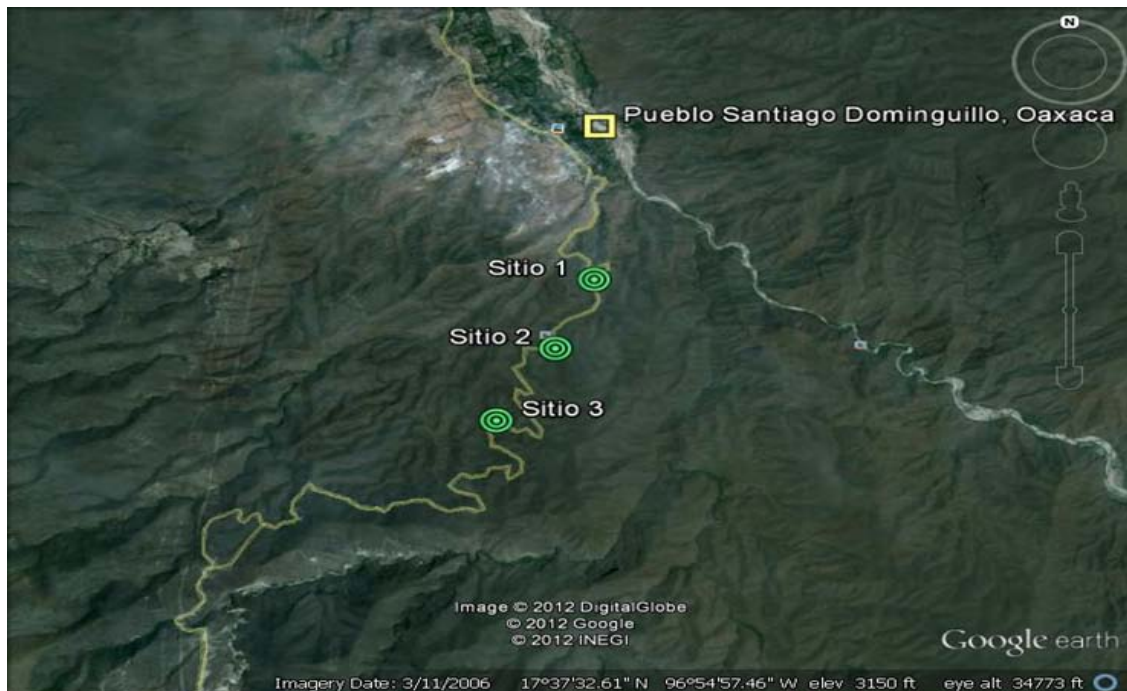 N
Pueblo Santiago Dominguillo, Oaxaca
Sitio 1
Sitio 2
Sitio 3
Image © 2012 DigitalGlobe
© 2012 Google
© 2012 INEGI
Google earth
Imagery Date: 3/11/2006 17°37'32.61" N 96°54'57.46" W elev 3150 ft eye alt 34773 ft